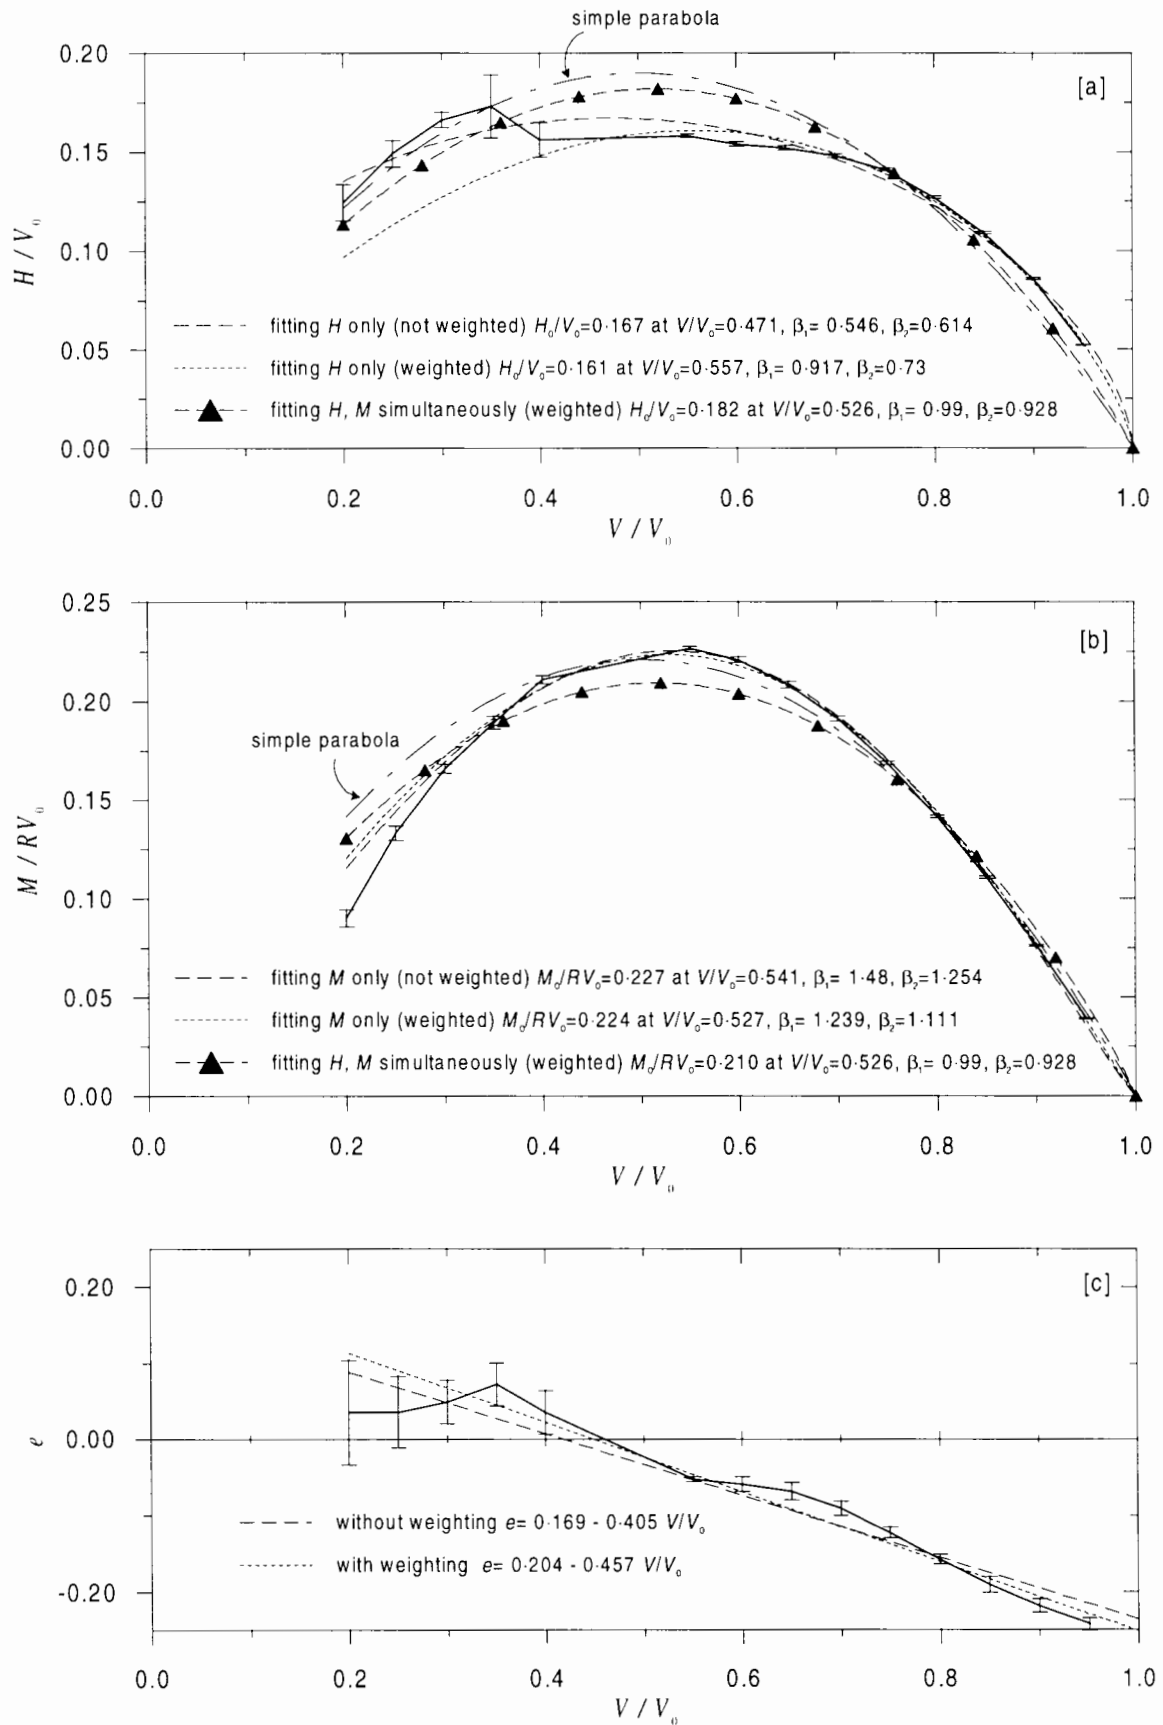 simple parabola
0.20
[a]
0.15
0.10
H / V₀
fitting H only (not weighted) H₀/V₀=0·167 at V/V₀=0·471, β₁= 0·546, β₂=0·614
0.05
fitting H only (weighted) H₀/V₀=0·161 at V/V₀=0·557, β₁= 0·917, β₂=0·73
fitting H, M simultaneously (weighted) H₀/V₀=0·182 at V/V₀=0·526, β₁= 0·99, β₂=0·928
0.00
0.0 0.2 0.4 0.6 0.8 1.0
V / V₀
0.25
[b]
0.20
simple parabola
0.15
M / RV₀
0.10
fitting M only (not weighted) M₀/RV₀=0·227 at V/V₀=0·541, β₁= 1·48, β₂=1·254
0.05
fitting M only (weighted) M₀/RV₀=0·224 at V/V₀=0·527, β₁= 1·239, β₂=1·111
fitting H, M simultaneously (weighted) M₀/RV₀=0·210 at V/V₀=0·526, β₁= 0·99, β₂=0·928
0.00
0.0 0.2 0.4 0.6 0.8 1.0
V / V₀
0.20
[c]
e
0.00
without weighting e= 0·169 - 0·405 V/V₀
with weighting e= 0·204 - 0·457 V/V₀
-0.20
0.0 0.2 0.4 0.6 0.8 1.0
V / V₀